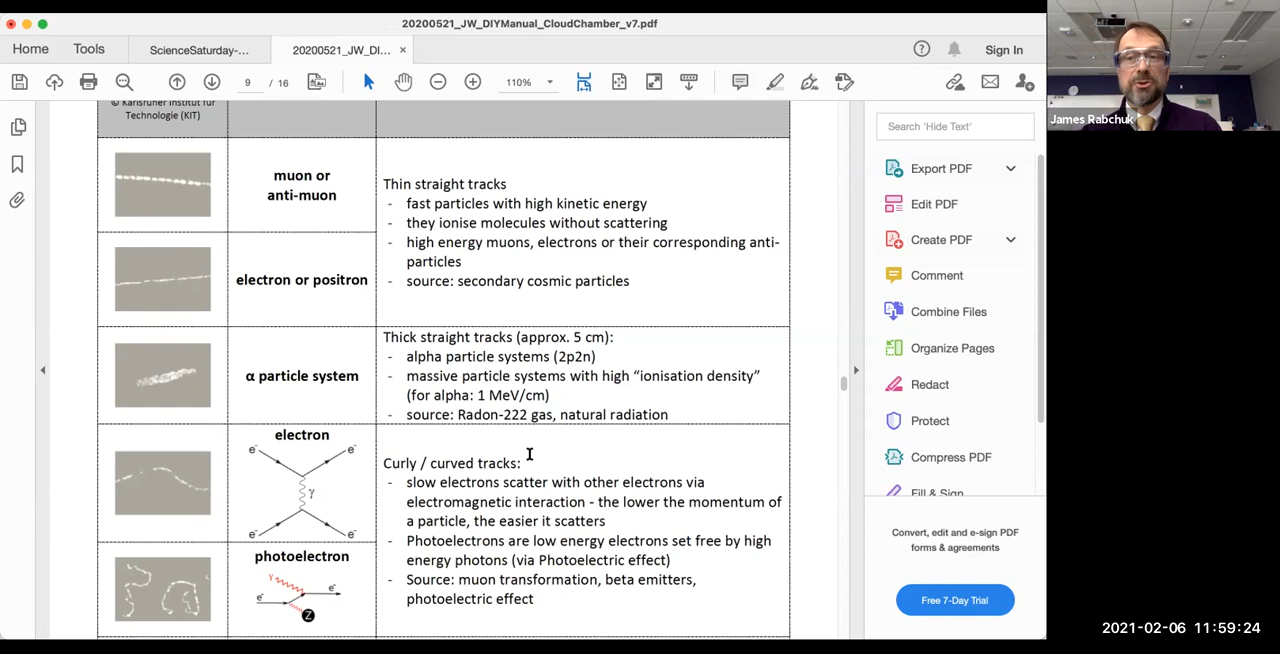 20200521_JW_DIYManual_CloudChamber_v7.pdf
Home
Tools
ScienceSaturday-...
20200521_JW_DI... ×
Sign In
9 / 16
110%
© Karlsruher Institut für
Technologie (KIT)
muon or
anti-muon
Thin straight tracks
- fast particles with high kinetic energy
- they ionise molecules without scattering
- high energy muons, electrons or their corresponding anti-
particles
- source: secondary cosmic particles
electron or positron
α particle system
Thick straight tracks (approx. 5 cm):
- alpha particle systems (2p2n)
- massive particle systems with high “ionisation density”
(for alpha: 1 MeV/cm)
- source: Radon-222 gas, natural radiation
electron
e⁻ e⁻
γ
e⁻ e⁻
Curly / curved tracks:
- slow electrons scatter with other electrons via
electromagnetic interaction - the lower the momentum of
a particle, the easier it scatters
- Photoelectrons are low energy electrons set free by high
energy photons (via Photoelectric effect)
- Source: muon transformation, beta emitters,
photoelectric effect
photoelectron
γ
e⁻ e⁻
Z
Search 'Hide Text'
Export PDF
Edit PDF
Create PDF
Comment
Combine Files
Organize Pages
Redact
Protect
Compress PDF
Fill & Sign
Convert, edit and e-sign PDF
forms & agreements
Free 7-Day Trial
James Rabchuk
2021-02-06 11:59:24